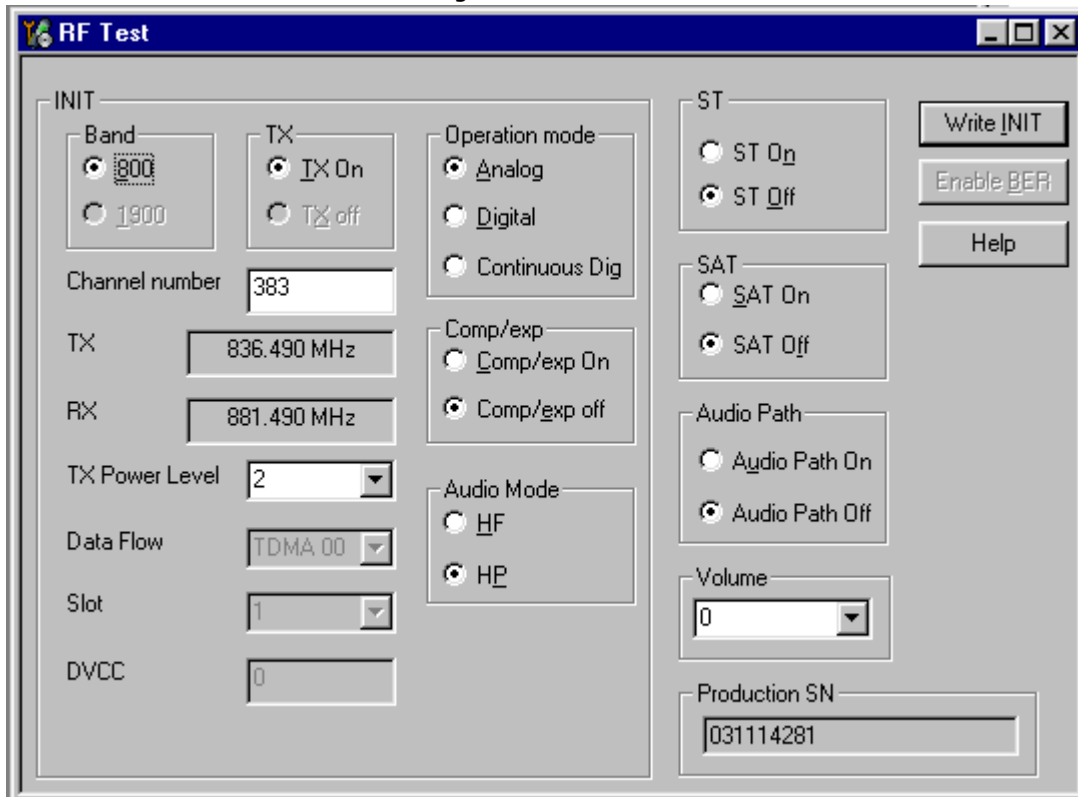 RF Test
INIT
Band
800
1900
TX
TX On
TX off
Operation mode
Analog
Digital
Continuous Dig
Channel number
383
TX
836.490 MHz
RX
881.490 MHz
Comp/exp
Comp/exp On
Comp/exp off
TX Power Level
2
Data Flow
TDMA 00
Slot
1
DVCC
0
Audio Mode
HF
HP
ST
ST On
ST Off
SAT
SAT On
SAT Off
Audio Path
Audio Path On
Audio Path Off
Volume
0
Production SN
031114281
Write INIT
Enable BER
Help